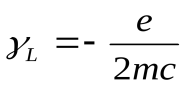 γ_L = - e / 2mc